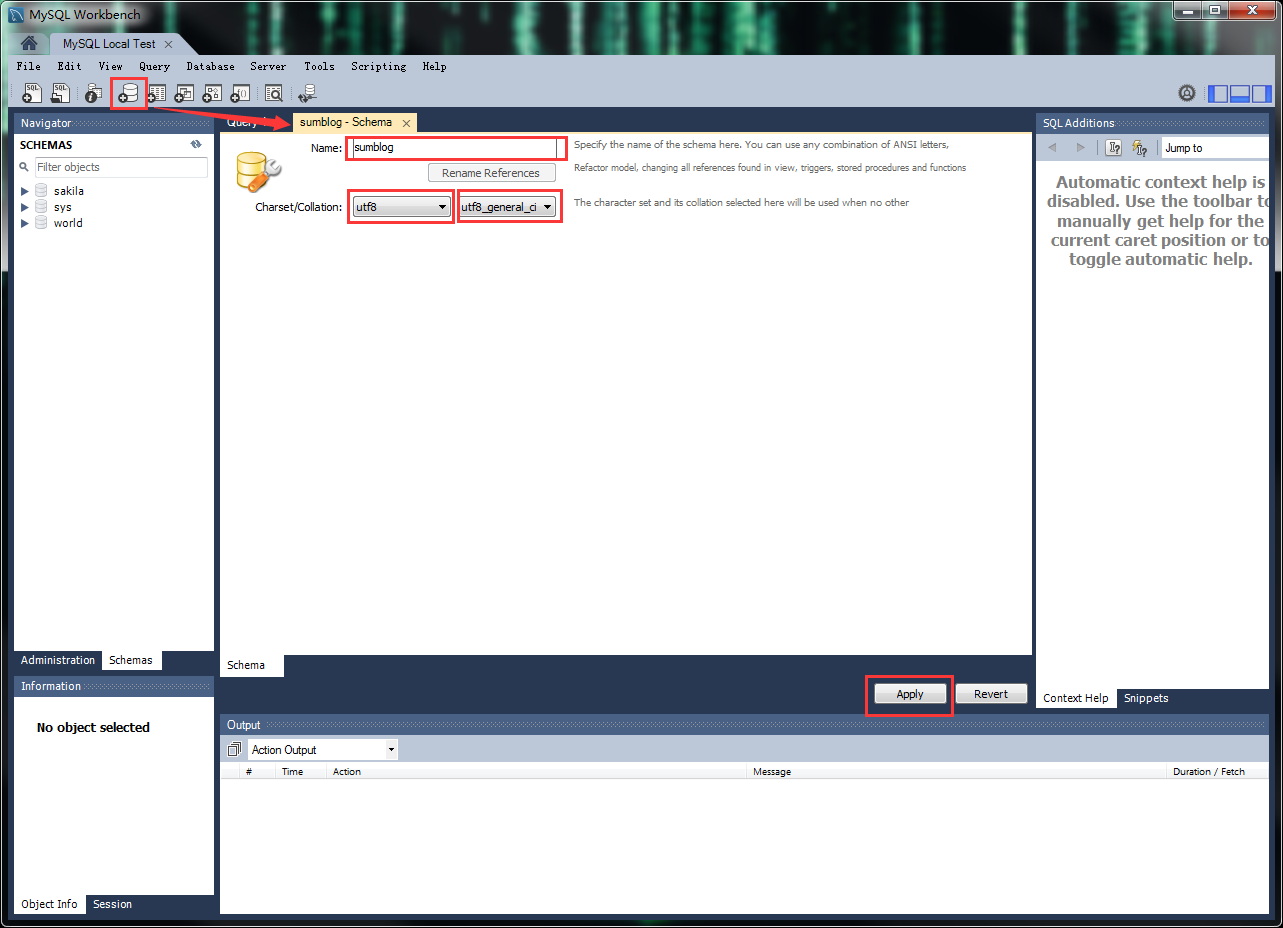 MySQL Workbench
MySQL Local Test
File Edit View Query Database Server Tools Scripting Help
Navigator
SCHEMAS
Filter objects
sakila
sys
world
Administration Schemas
Information
No object selected
Object Info Session
Query
sumblog - Schema
Name: sumblog
Specify the name of the schema here. You can use any combination of ANSI letters,
Rename References
Refactor model, changing all references found in view, triggers, stored procedures and functions
Charset/Collation: utf8 utf8_general_ci
The character set and its collation selected here will be used when no other
Schema
Apply Revert
SQL Additions
Jump to
Automatic context help is
disabled. Use the toolbar to
manually get help for the
current caret position or to
toggle automatic help.
Context Help Snippets
Output
Action Output
# Time Action Message Duration / Fetch